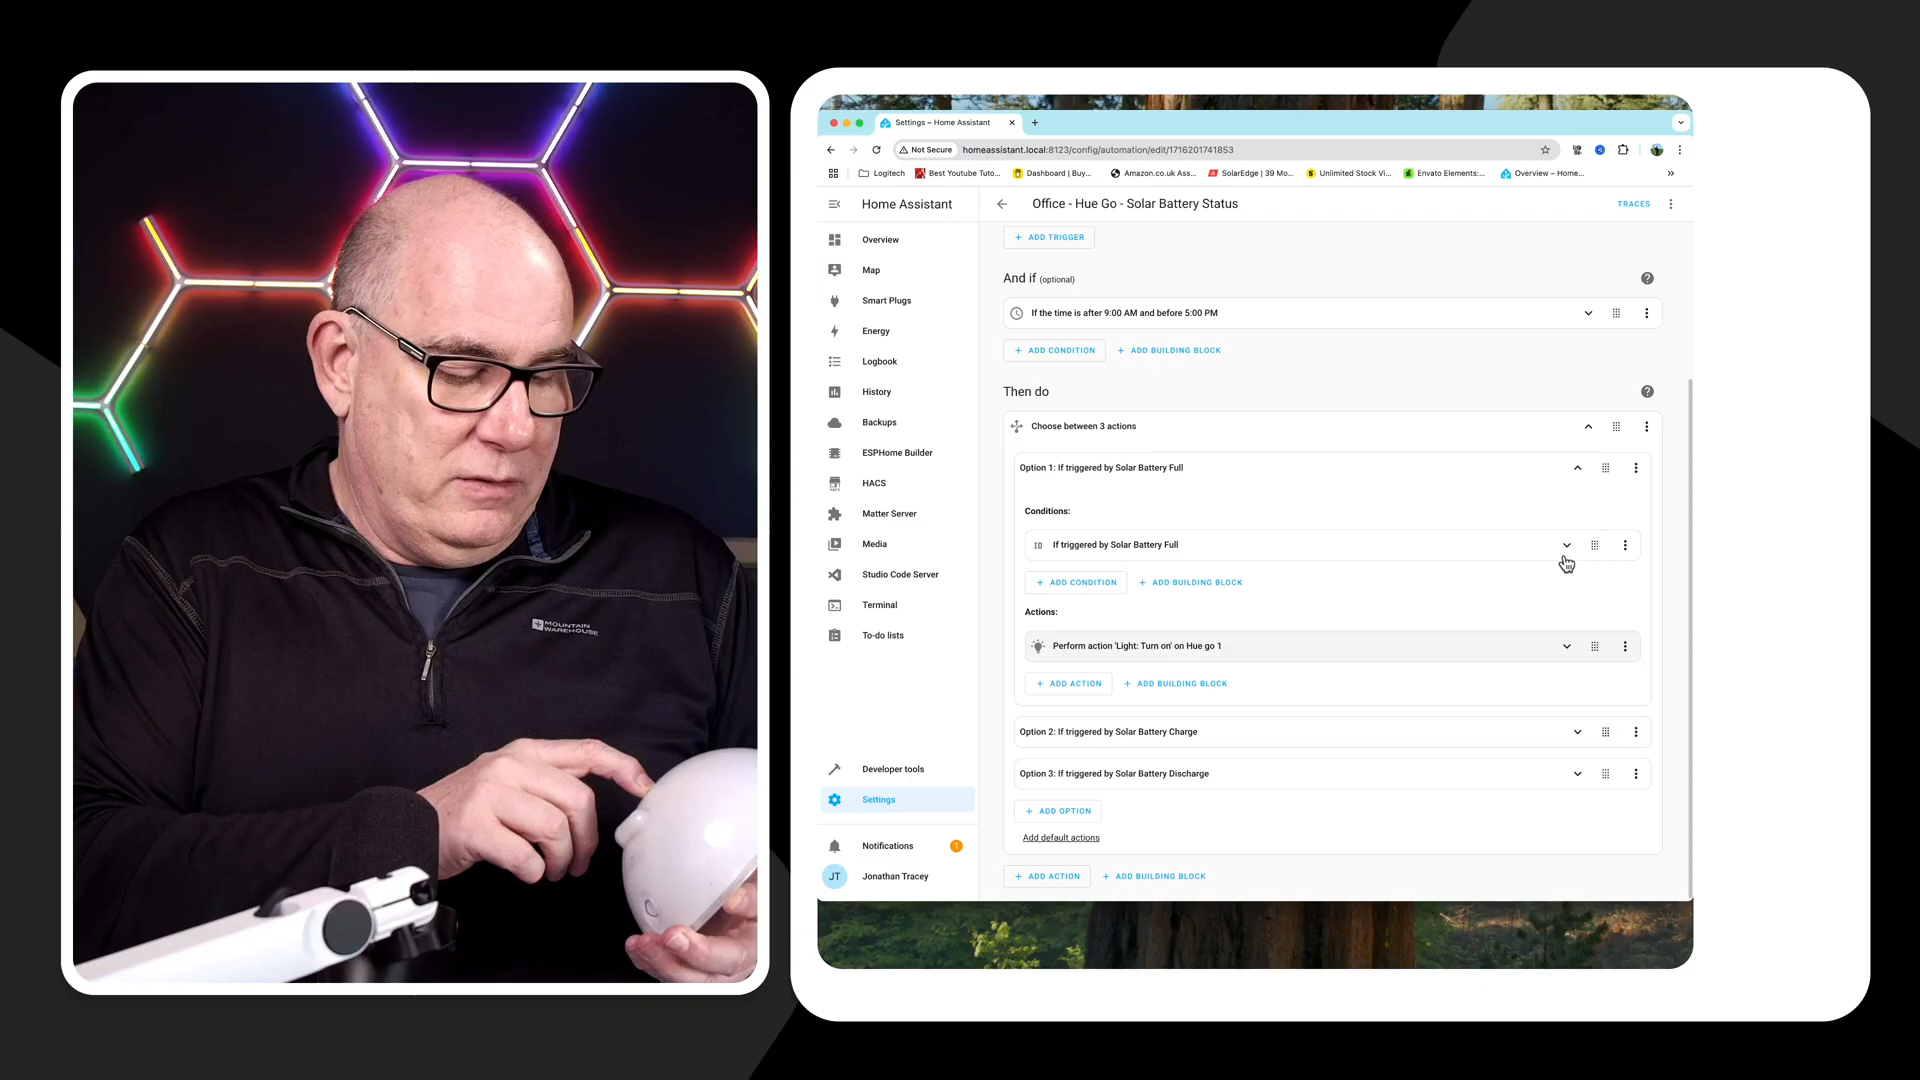 MOUNTAIN
WAREHOUSE
Settings – Home Assistant
Not Secure
homeassistant.local:8123/config/automation/edit/1716201741853
Logitech
Best Youtube Tuto...
Dashboard | Buy...
Amazon.co.uk Ass...
SolarEdge | 39 Mo...
Unlimited Stock Vi...
Envato Elements:...
Overview – Home...
Home Assistant
Overview
Map
Smart Plugs
Energy
Logbook
History
Backups
ESPHome Builder
HACS
HACS
Matter Server
Media
Studio Code Server
Terminal
To-do lists
Developer tools
Settings
Notifications 1
JT Jonathan Tracey
Office - Hue Go - Solar Battery Status
TRACES
+ ADD TRIGGER
And if (optional)
If the time is after 9:00 AM and before 5:00 PM
+ ADD CONDITION + ADD BUILDING BLOCK
Then do
Choose between 3 actions
Option 1: If triggered by Solar Battery Full
Conditions:
ID If triggered by Solar Battery Full
+ ADD CONDITION + ADD BUILDING BLOCK
Actions:
Perform action 'Light: Turn on' on Hue go 1
+ ADD ACTION + ADD BUILDING BLOCK
Option 2: If triggered by Solar Battery Charge
Option 3: If triggered by Solar Battery Discharge
+ ADD OPTION
Add default actions
+ ADD ACTION + ADD BUILDING BLOCK